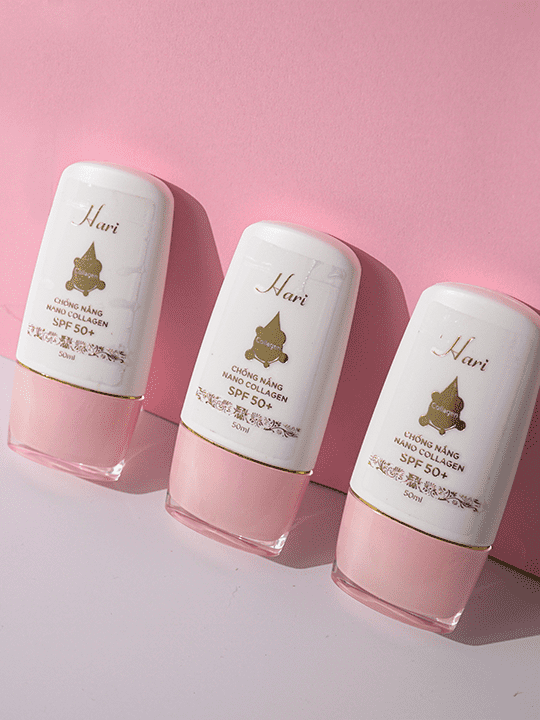 Hari
Collagen
CHỐNG NẮNG
NANO COLLAGEN
SPF 50+
50ml
Hari
Collagen
CHỐNG NẮNG
NANO COLLAGEN
SPF 50+
50ml
Hari
Collagen
CHỐNG NẮNG
NANO COLLAGEN
SPF 50+
50ml